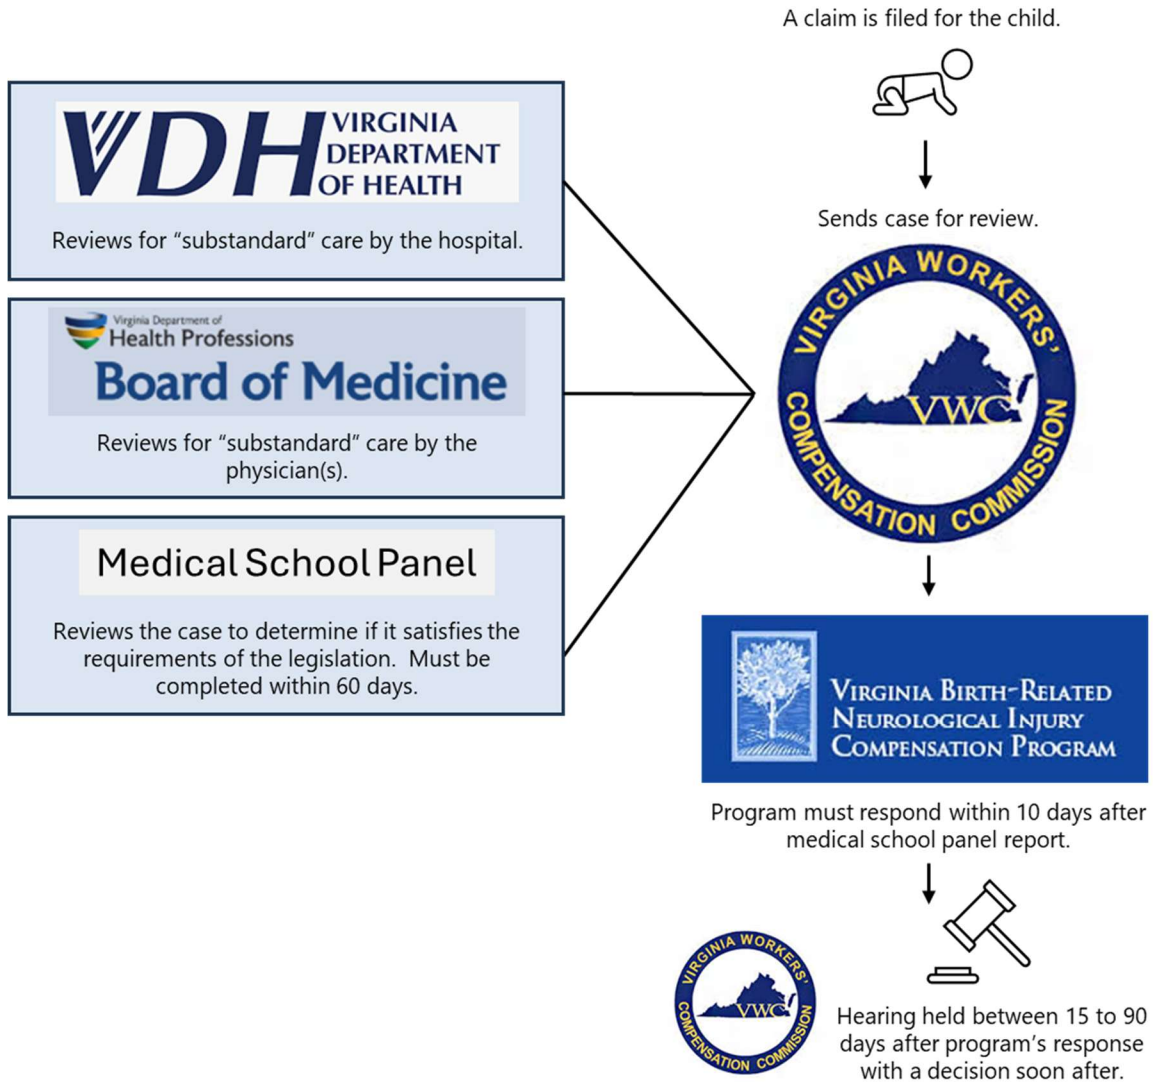 A claim is filed for the child.
Sends case for review.
VIRGINIA WORKERS'
COMPENSATION COMMISSION
VWC
VDH VIRGINIA
DEPARTMENT
OF HEALTH
Reviews for “substandard” care by the hospital.
Virginia Department of
Health Professions
Board of Medicine
Reviews for “substandard” care by the
physician(s).
Medical School Panel
Reviews the case to determine if it satisfies the
requirements of the legislation.  Must be
completed within 60 days.
VIRGINIA BIRTH-RELATED
NEUROLOGICAL INJURY
COMPENSATION PROGRAM
Program must respond within 10 days after
medical school panel report.
VIRGINIA WORKERS'
COMPENSATION COMMISSION
VWC
Hearing held between 15 to 90
days after program’s response
with a decision soon after.